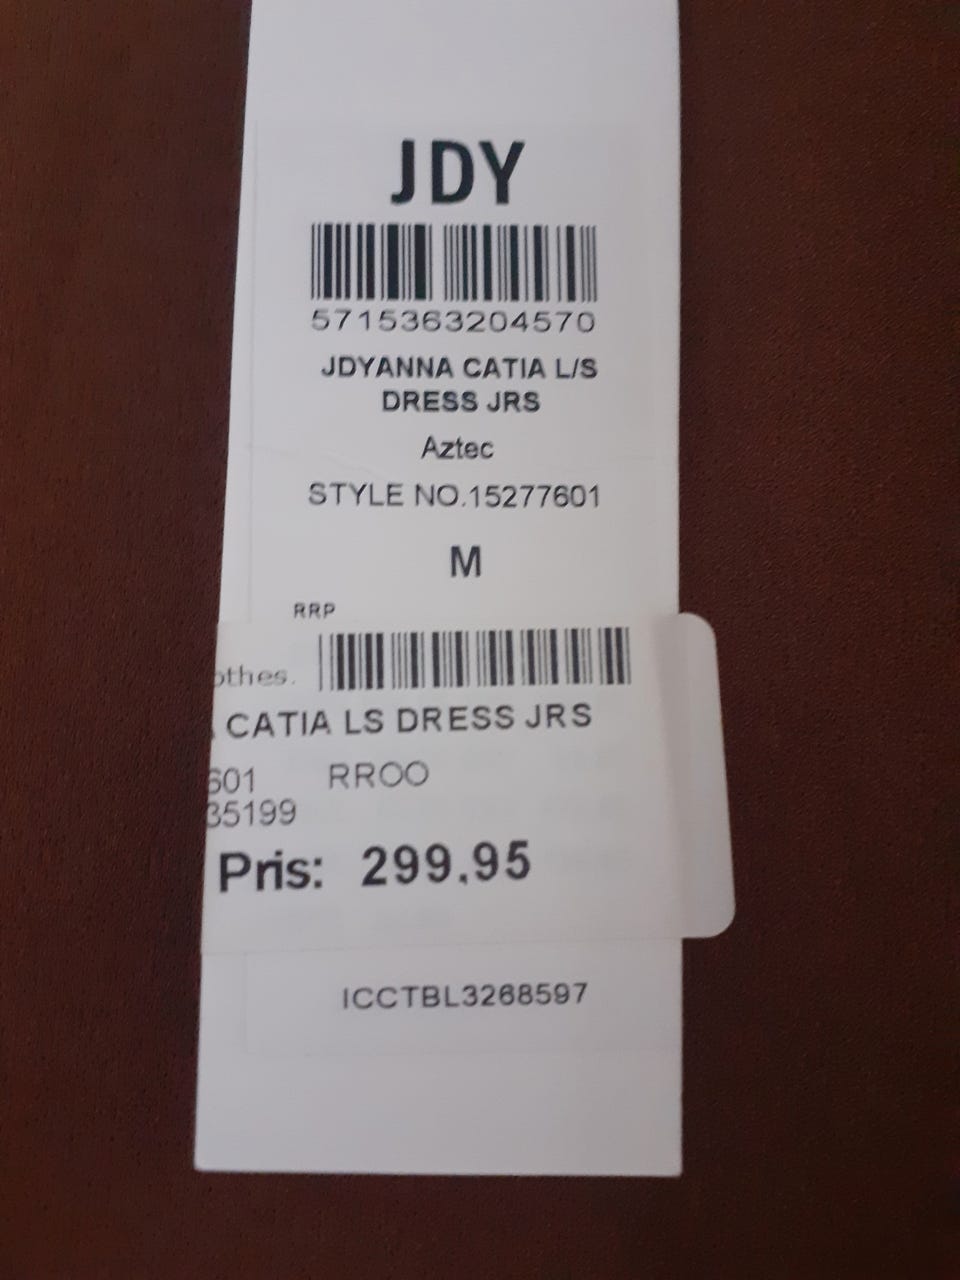 JDY
5715363204570
JDYANNA CATIA L/S
DRESS JRS
Aztec
STYLE NO.15277601
M
RRP
othes.
CATIA LS DRESS JRS
601 RROO
35199
Pris: 299,95
ICCTBL3268597